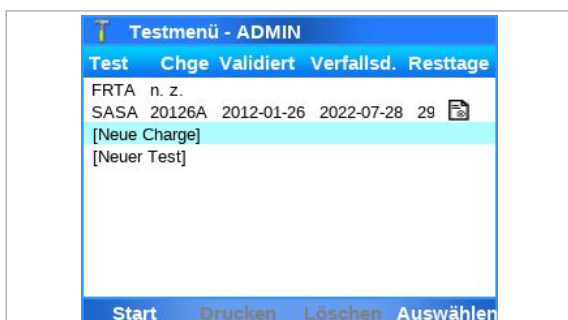 Testmenü - ADMIN
Test Chge Validiert Verfallsd. Resttage
FRTA n. z.
SASA 20126A 2012-01-26 2022-07-28 29
[Neue Charge]
[Neuer Test]
Start Drucken Löschen Auswählen